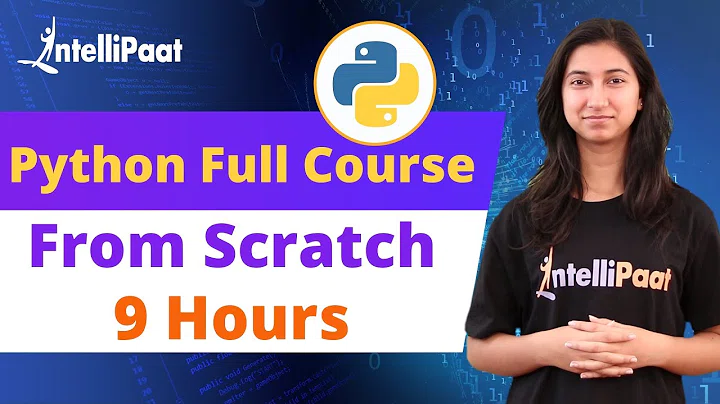 IntelliPaat
Python Full Course
From Scratch
9 Hours
IntelliPaat